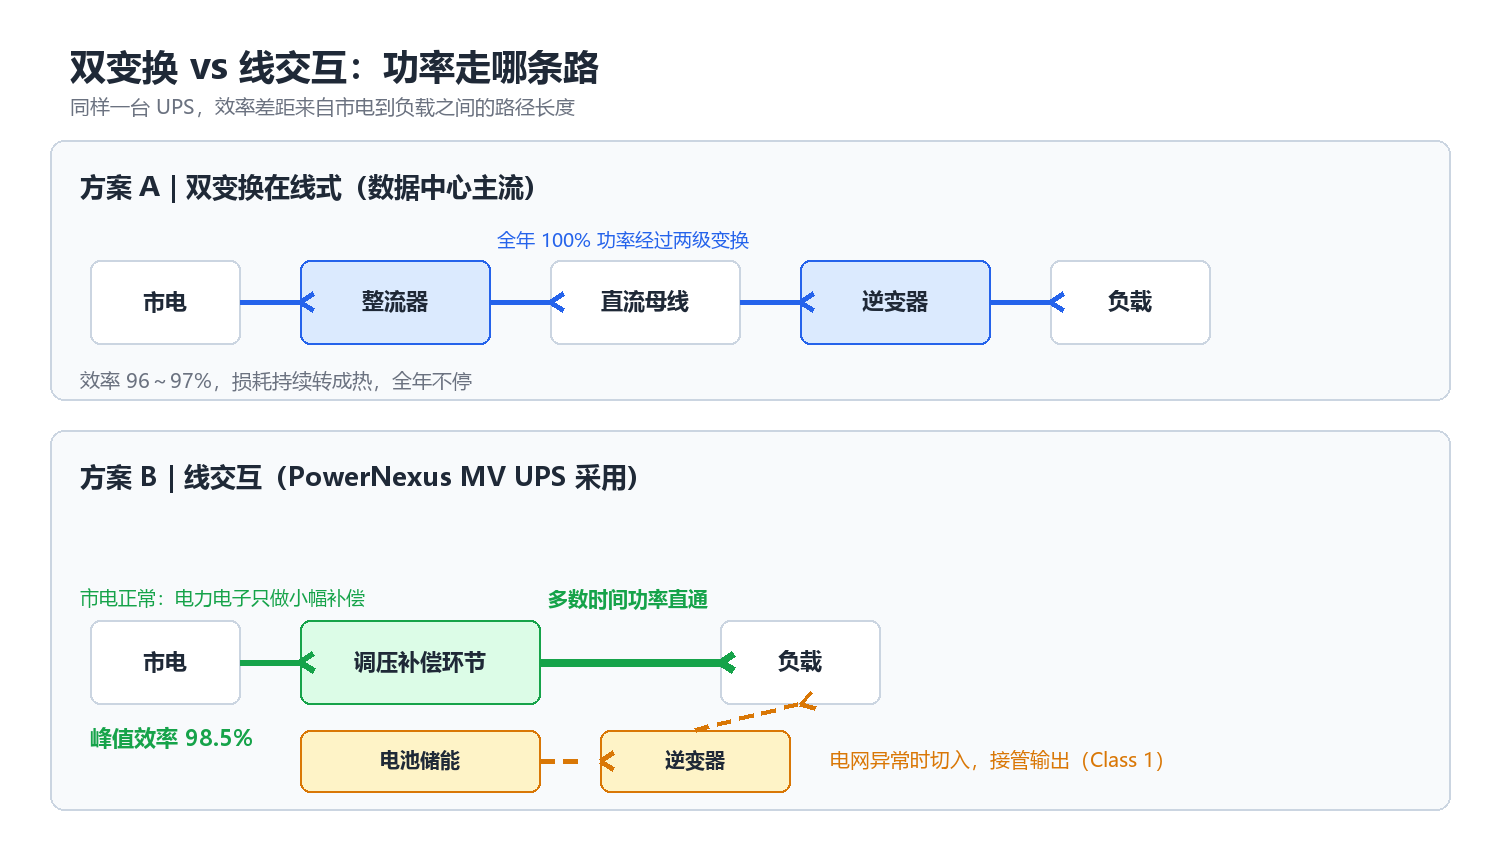 双变换 vs 线交互：功率走哪条路
同样一台 UPS，效率差距来自市电到负载之间的路径长度
方案 A｜双变换在线式（数据中心主流）
全年 100% 功率经过两级变换
市电
整流器
直流母线
逆变器
负载
效率 96～97%，损耗持续转成热，全年不停
方案 B｜线交互（PowerNexus MV UPS 采用）
市电正常：电力电子只做小幅补偿
多数时间功率直通
市电
调压补偿环节
负载
峰值效率 98.5%
电池储能
逆变器
电网异常时切入，接管输出（Class 1）